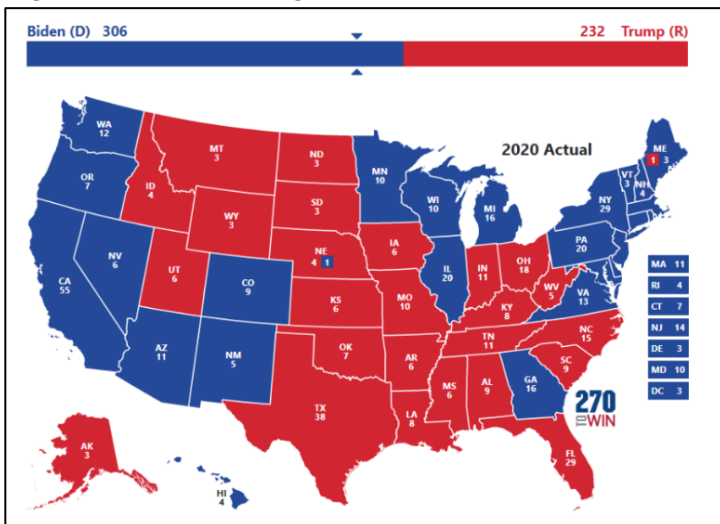 Biden (D) 306
232 Trump (R)
2020 Actual
WA
12
OR
7
CA
55
NV
6
ID
4
MT
3
WY
3
UT
6
AZ
11
CO
9
NM
5
ND
3
SD
3
NE
4 1
KS
6
OK
7
TX
38
MN
10
IA
6
MO
10
AR
6
LA
8
WI
10
IL
20
MI
16
IN
11
OH
18
KY
8
TN
11
MS
6
AL
9
GA
16
FL
29
SC
9
NC
15
VA
13
WV
5
PA
20
NY
29
VT
3
NH
4
ME
1 3
MA 11
RI 4
CT 7
NJ 14
DE 3
MD 10
DC 3
270
TO WIN
AK
3
HI
4